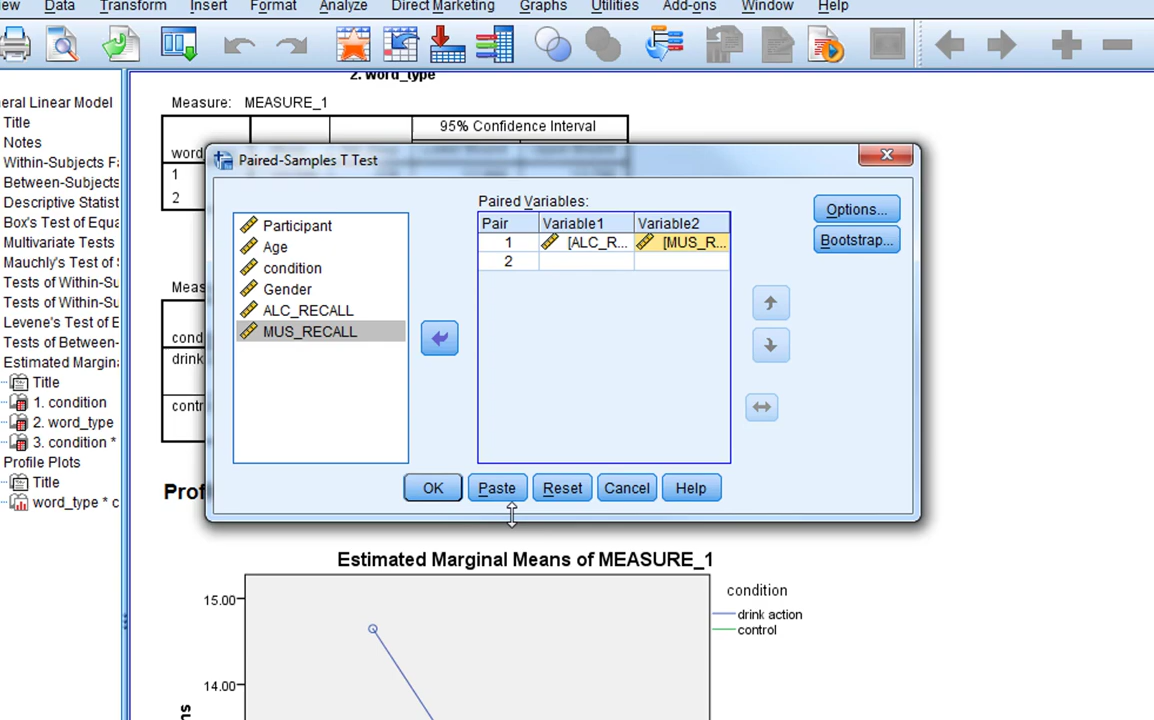 ew Data Transform Insert Format Analyze Direct Marketing Graphs Utilities Add-ons Window Help
2. word_type
Measure: MEASURE_1
95% Confidence Interval
word
1
2
eral Linear Model
Title
Notes
Within-Subjects Fa
Between-Subjects
Descriptive Statist
Box's Test of Equa
Multivariate Tests
Mauchly's Test of
Tests of Within-Su
Tests of Within-Su
Levene's Test of E
Tests of Between-
Estimated Margina
Title
1. condition
2. word_type
3. condition *
Profile Plots
Title
word_type * c
Meas
cond
drink
contr
Prof
Paired-Samples T Test
Participant
Age
condition
Gender
ALC_RECALL
MUS_RECALL
Paired Variables:
Pair Variable1 Variable2
1 [ALC_R... [MUS_R...
2
Options...
Bootstrap...
OK Paste Reset Cancel Help
Estimated Marginal Means of MEASURE_1
15.00
14.00
ns
condition
drink action
control